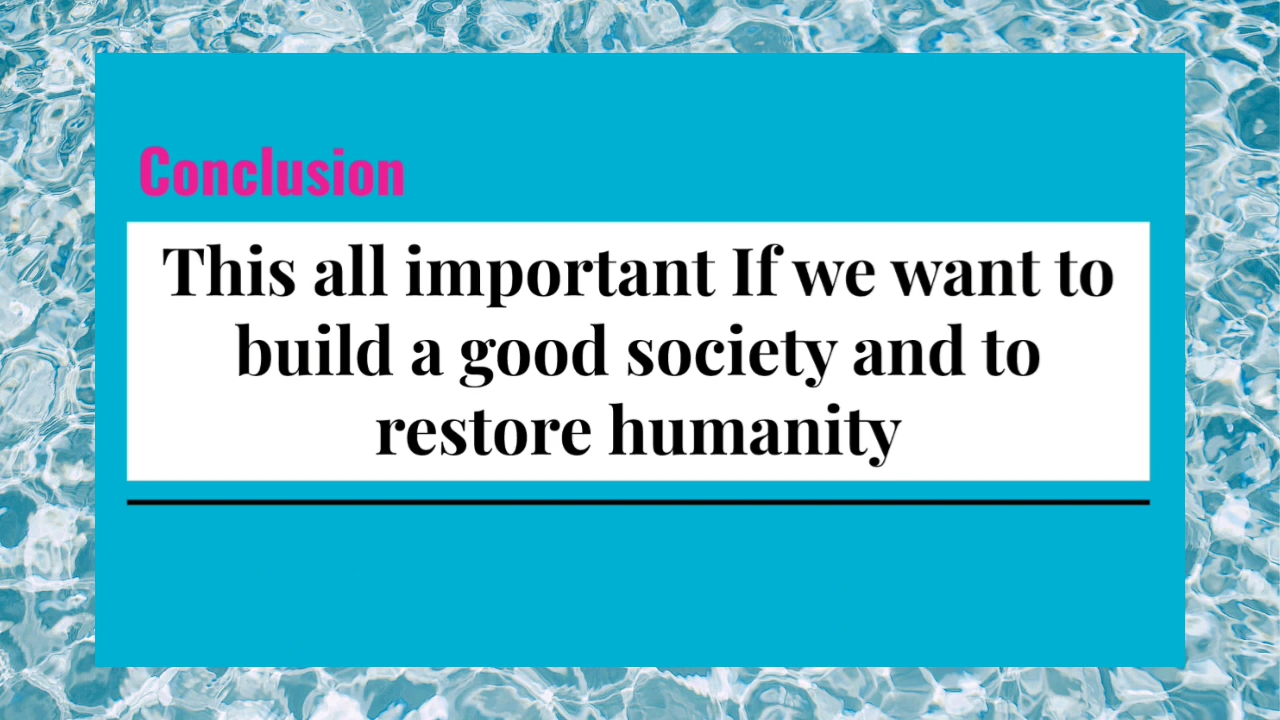 Conclusion
This all important If we want to
build a good society and to
restore humanity